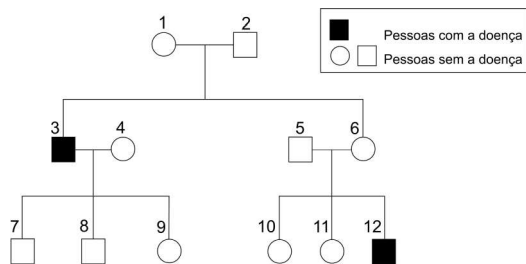 1 2
Pessoas com a doença
Pessoas sem a doença
3 4 5 6
7 8 9 10 11 12